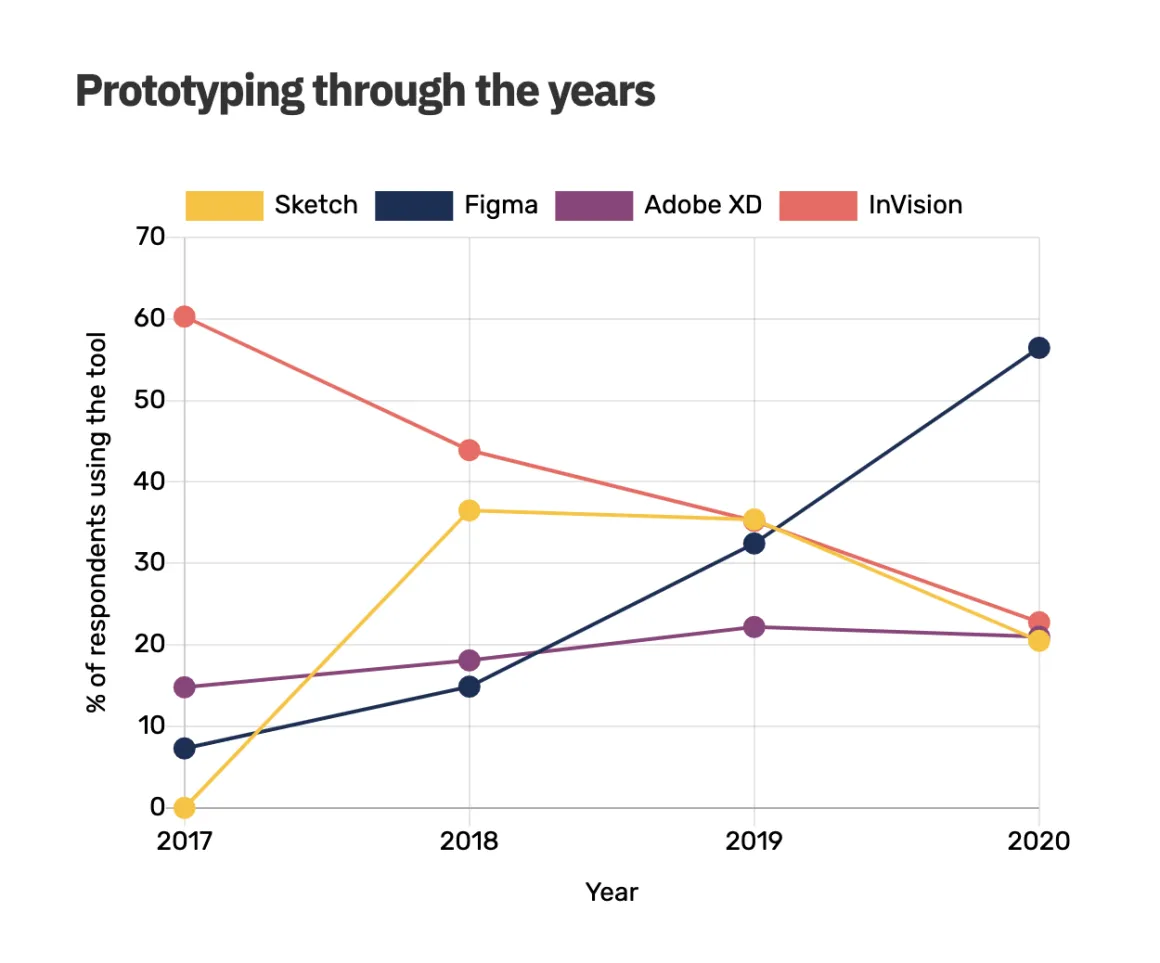 Prototyping through the years
Sketch Figma Adobe XD InVision
70
60
50
40
30
20
10
0
% of respondents using the tool
2017 2018 2019 2020
Year